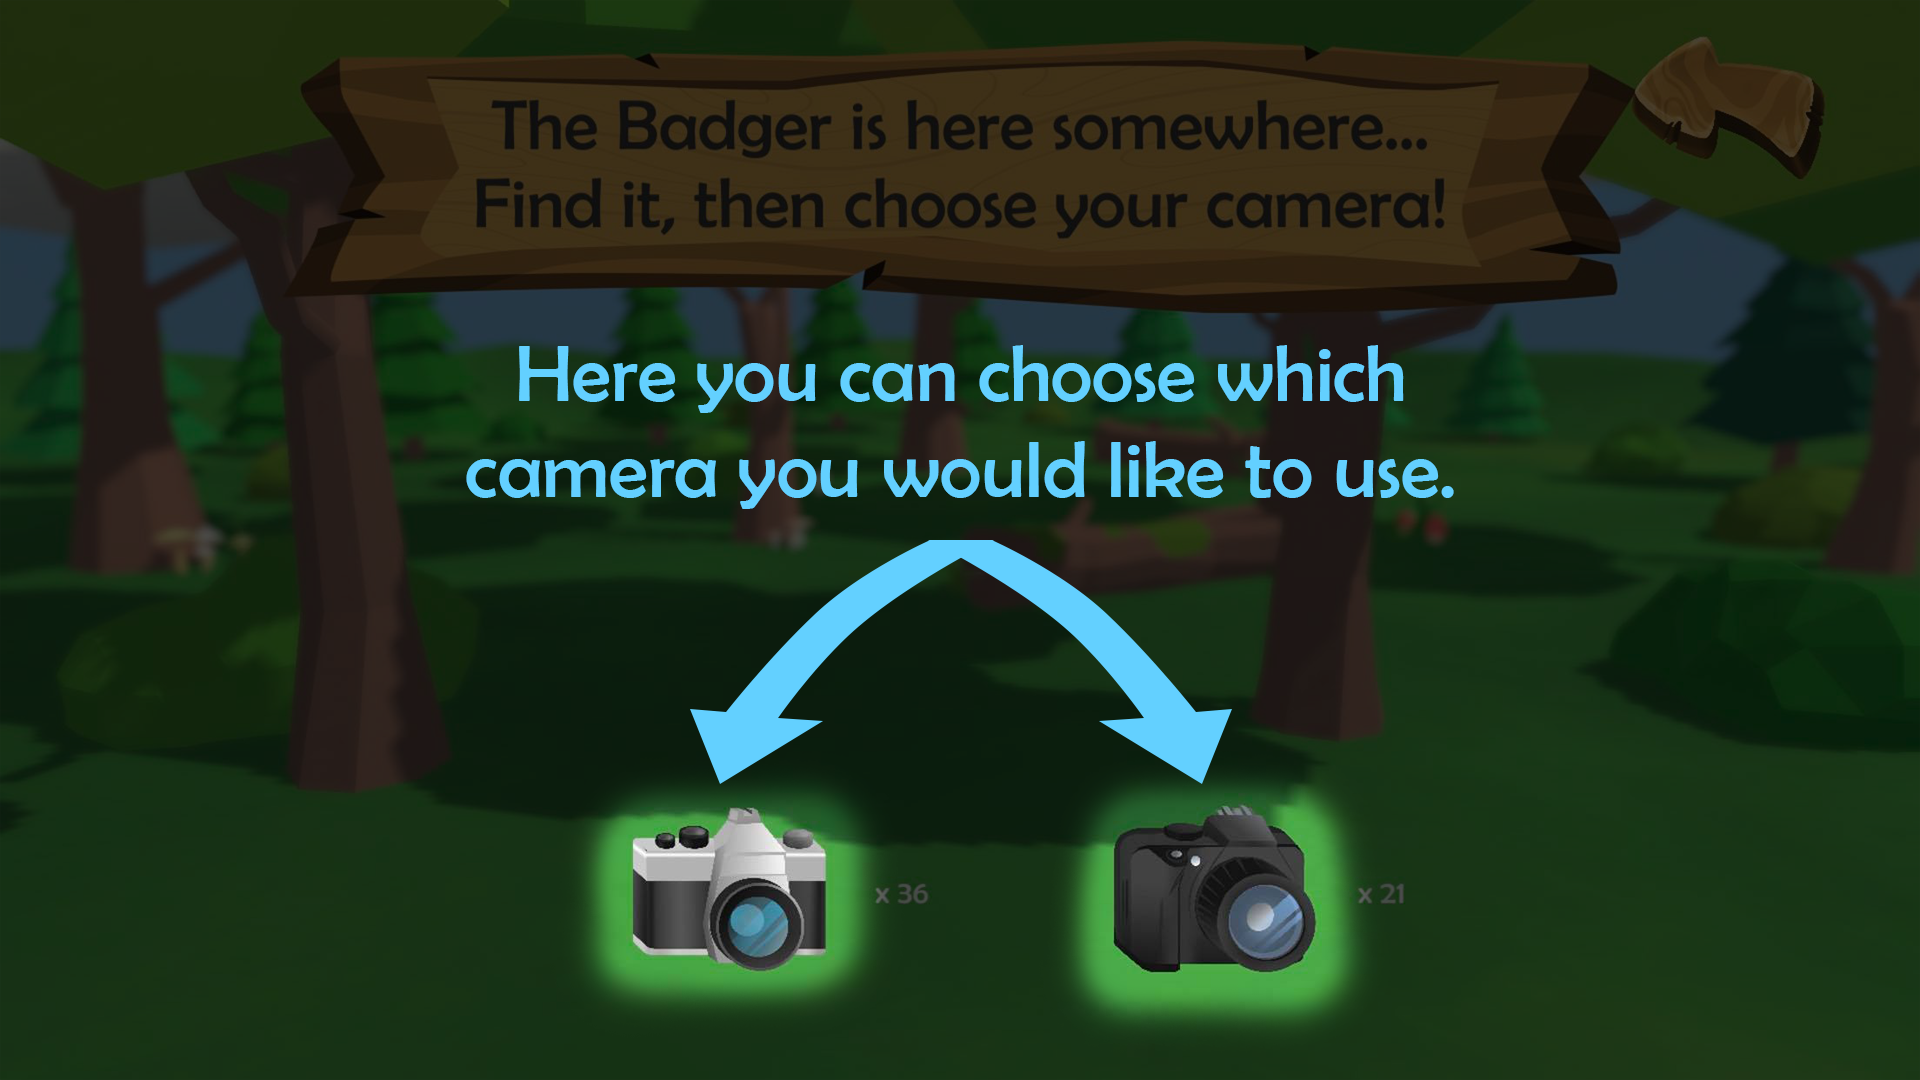 The Badger is here somewhere...
Find it, then choose your camera!
Here you can choose which
camera you would like to use.
x 36
x 21